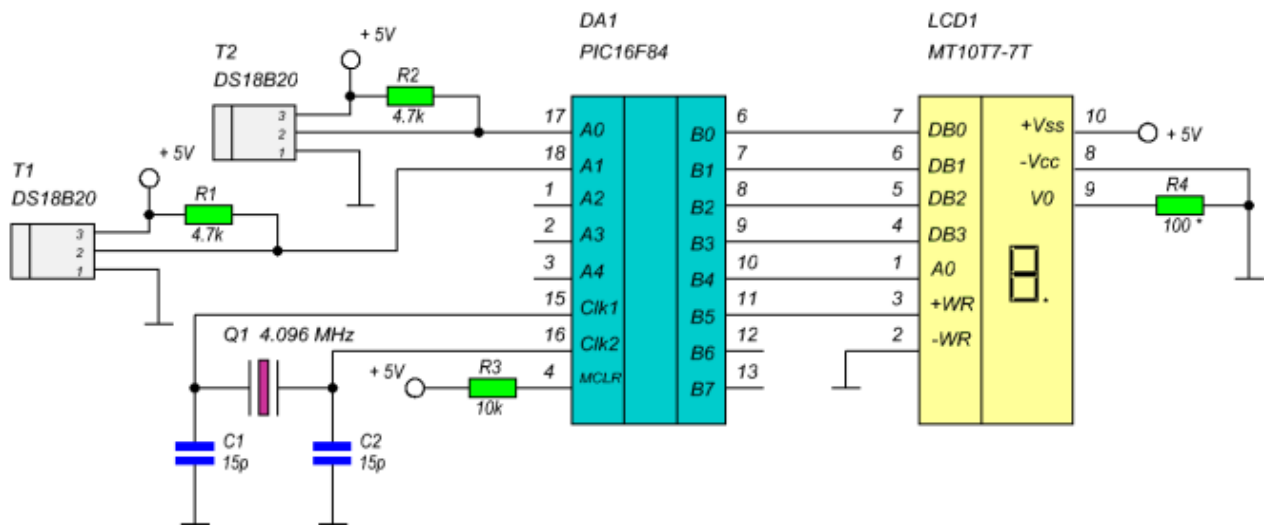 DA1
PIC16F84
LCD1
MT10T7-7T
T2
DS18B20
+ 5V
R2
4.7k
3
2
1
T1
DS18B20
+ 5V
R1
4.7k
3
2
1
17
A0
18
A1
1
A2
2
A3
3
A4
15
Clk1
16
Clk2
4
MCLR
B0
6
B1
7
B2
8
B3
9
B4
10
B5
11
B6
12
B7
13
7
DB0
6
DB1
5
DB2
4
DB3
1
A0
3
+WR
2
-WR
+Vss
10
+ 5V
-Vcc
8
V0
9
R4
100 *
Q1 4.096 MHz
+ 5V
R3
10k
C1
15p
C2
15p